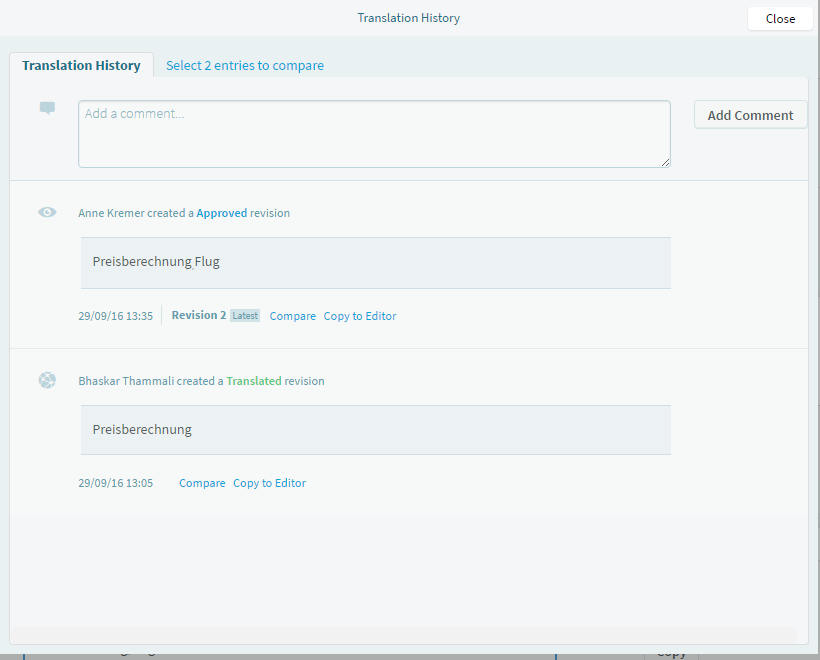 Translation History
Close
Translation History
Select 2 entries to compare
Add a comment...
Add Comment
Anne Kremer created a Approved revision
Preisberechnung Flug
29/09/16 13:35 Revision 2 Latest Compare Copy to Editor
Bhaskar Thammali created a Translated revision
Preisberechnung
29/09/16 13:05 Compare Copy to Editor
Copy